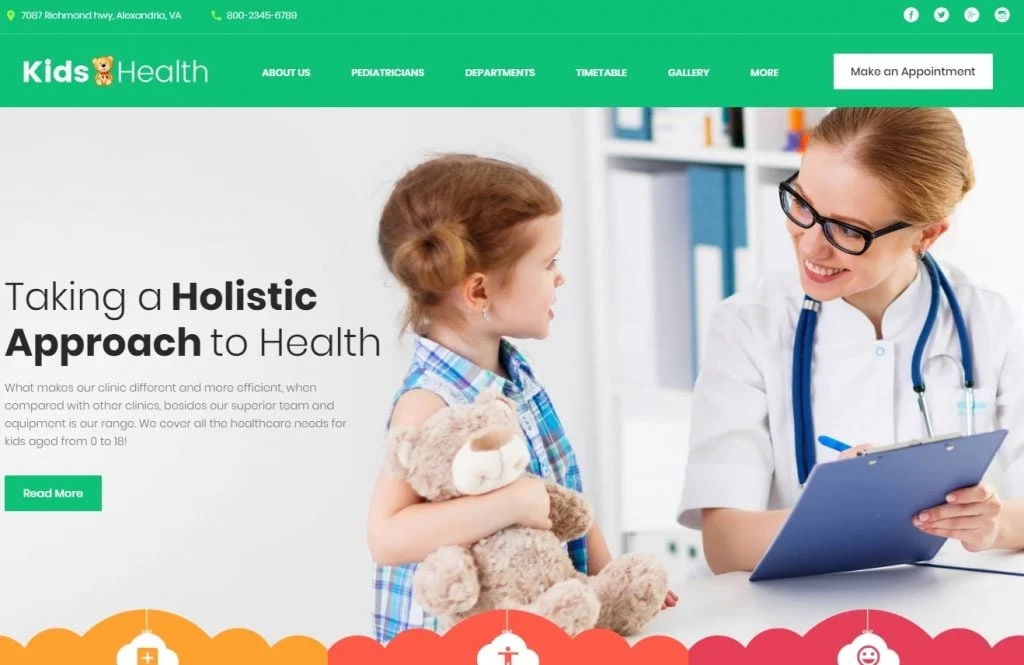 7087 Richmond hwy, Alexandria, VA
800-2345-6789
Kids Health
ABOUT US
PEDIATRICIANS
DEPARTMENTS
TIMETABLE
GALLERY
MORE
Make an Appointment
Taking a Holistic
Approach to Health
What makes our clinic different and more efficient, when
compared with other clinics, besides our superior team and
equipment is our range. We cover all the healthcare needs for
kids aged from 0 to 18!
Read More